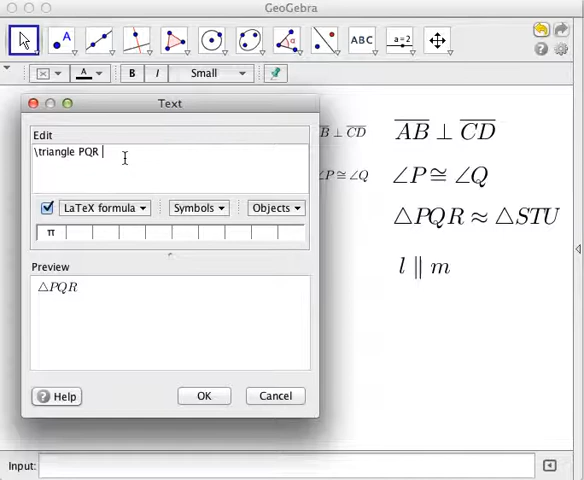 GeoGebra
ABC
a=2
A
B
I
Small
Text
Edit
\triangle PQR
LaTeX formula
Symbols
Objects
π
Preview
△PQR
Help
OK
Cancel
B ⊥ CD
∠P ≅ ∠Q
AB ⊥ CD
∠P ≅ ∠Q
△PQR ≈ △STU
l ∥ m
Input: